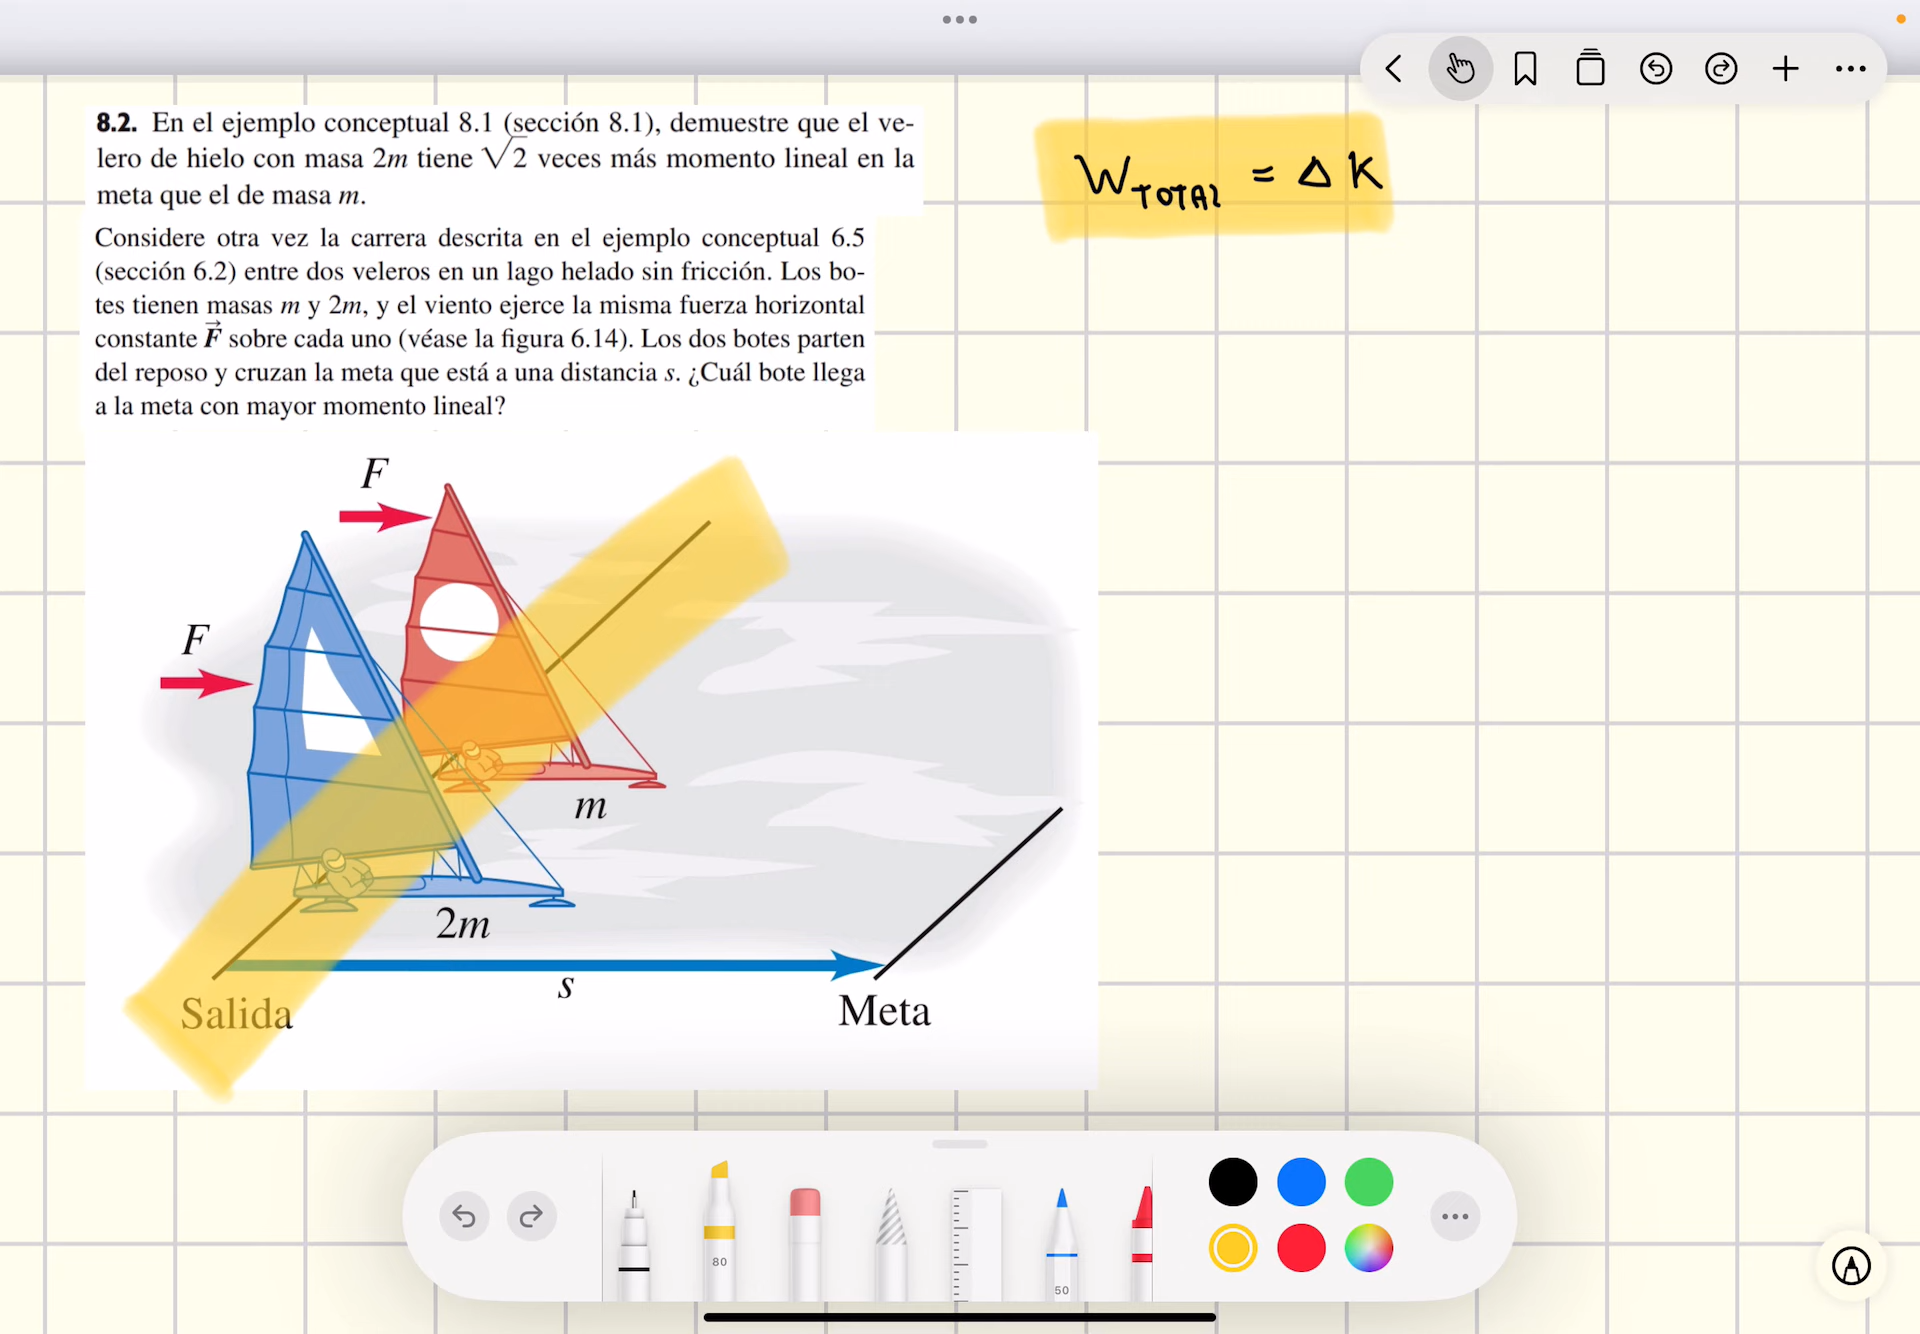 8.2. En el ejemplo conceptual 8.1 (sección 8.1), demuestre que el ve-
lero de hielo con masa 2m tiene √2 veces más momento lineal en la
meta que el de masa m.
Considere otra vez la carrera descrita en el ejemplo conceptual 6.5
(sección 6.2) entre dos veleros en un lago helado sin fricción. Los bo-
tes tienen masas m y 2m, y el viento ejerce la misma fuerza horizontal
constante F⃗ sobre cada uno (véase la figura 6.14). Los dos botes parten
del reposo y cruzan la meta que está a una distancia s. ¿Cuál bote llega
a la meta con mayor momento lineal?
W_TOTAL = Δ K
F
F
m
2m
s
Salida
Meta
80
50